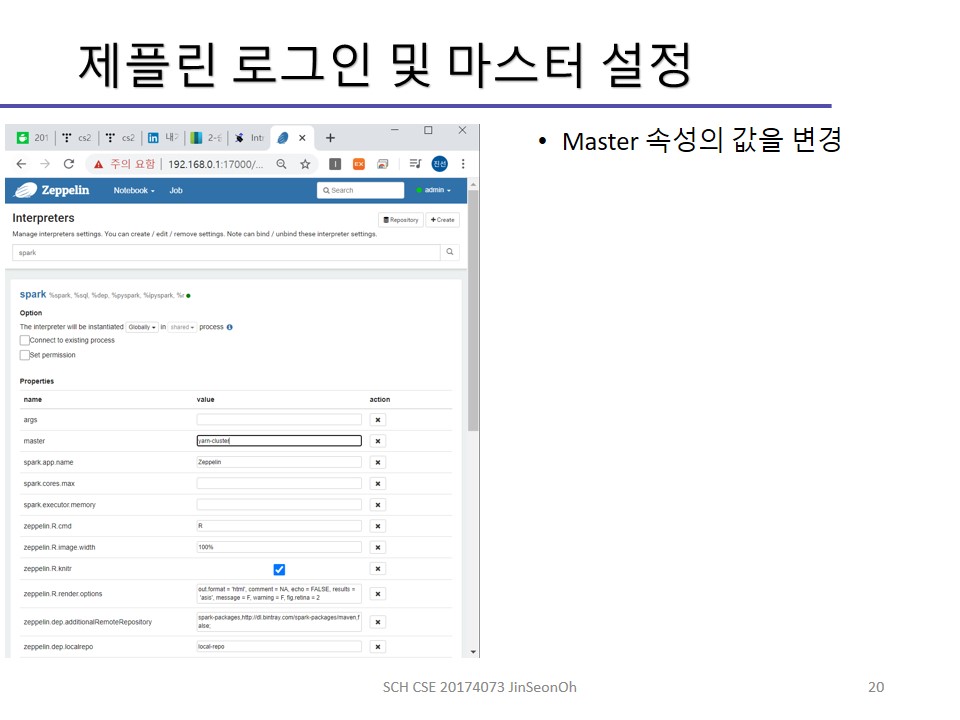 제플린 로그인 및 마스터 설정
201
cs2
cs2
2-
Int
주의 요함
192.168.0.1:17000/...
진선
Zeppelin
Notebook
Job
Search
admin
Interpreters
Repository
Create
Manage interpreters settings. You can create / edit / remove settings. Note can bind / unbind these interpreter settings.
spark
spark %spark, %sql, %dep, %pyspark, %ipyspark, %r
Option
The interpreter will be instantiated Globally in shared process
Connect to existing process
Set permission
Properties
name value action
args
master yarn-cluster
spark.app.name Zeppelin
spark.cores.max
spark.executor.memory
zeppelin.R.cmd R
zeppelin.R.image.width 100%
zeppelin.R.knitr
zeppelin.R.render.options
out.format = 'html', comment = NA, echo = FALSE, results =
'asis', message = F, warning = F, fig.retina = 2
zeppelin.dep.additionalRemoteRepository
spark-packages,http://dl.bintray.com/spark-packages/maven,f
alse;
zeppelin.dep.localrepo local-repo
• Master 속성의 값을 변경
SCH CSE 20174073 JinSeonOh
20